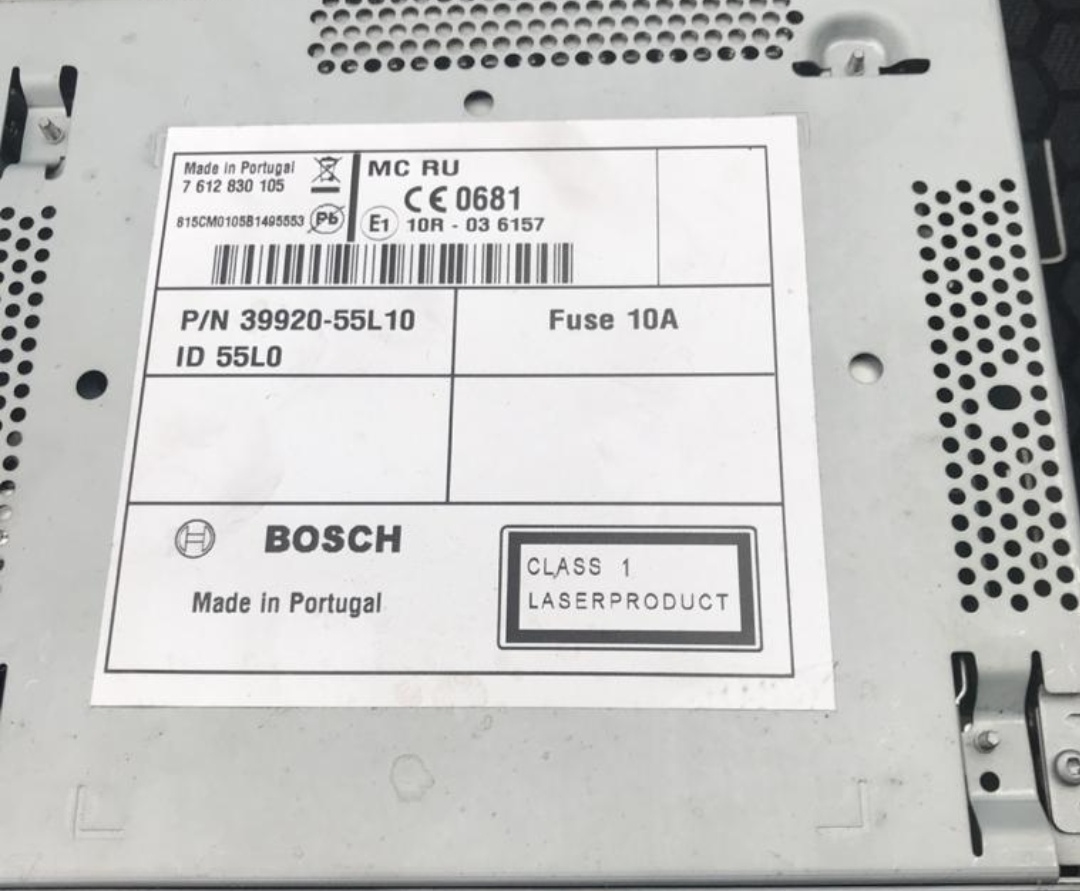 Made in Portugal
7 612 830 105
815CM0105B1495553
Pb
MC RU
CE 0681
E1 10R - 03 6157
P/N 39920-55L10
ID 55L0
Fuse 10A
BOSCH
Made in Portugal
CLASS 1
LASERPRODUCT